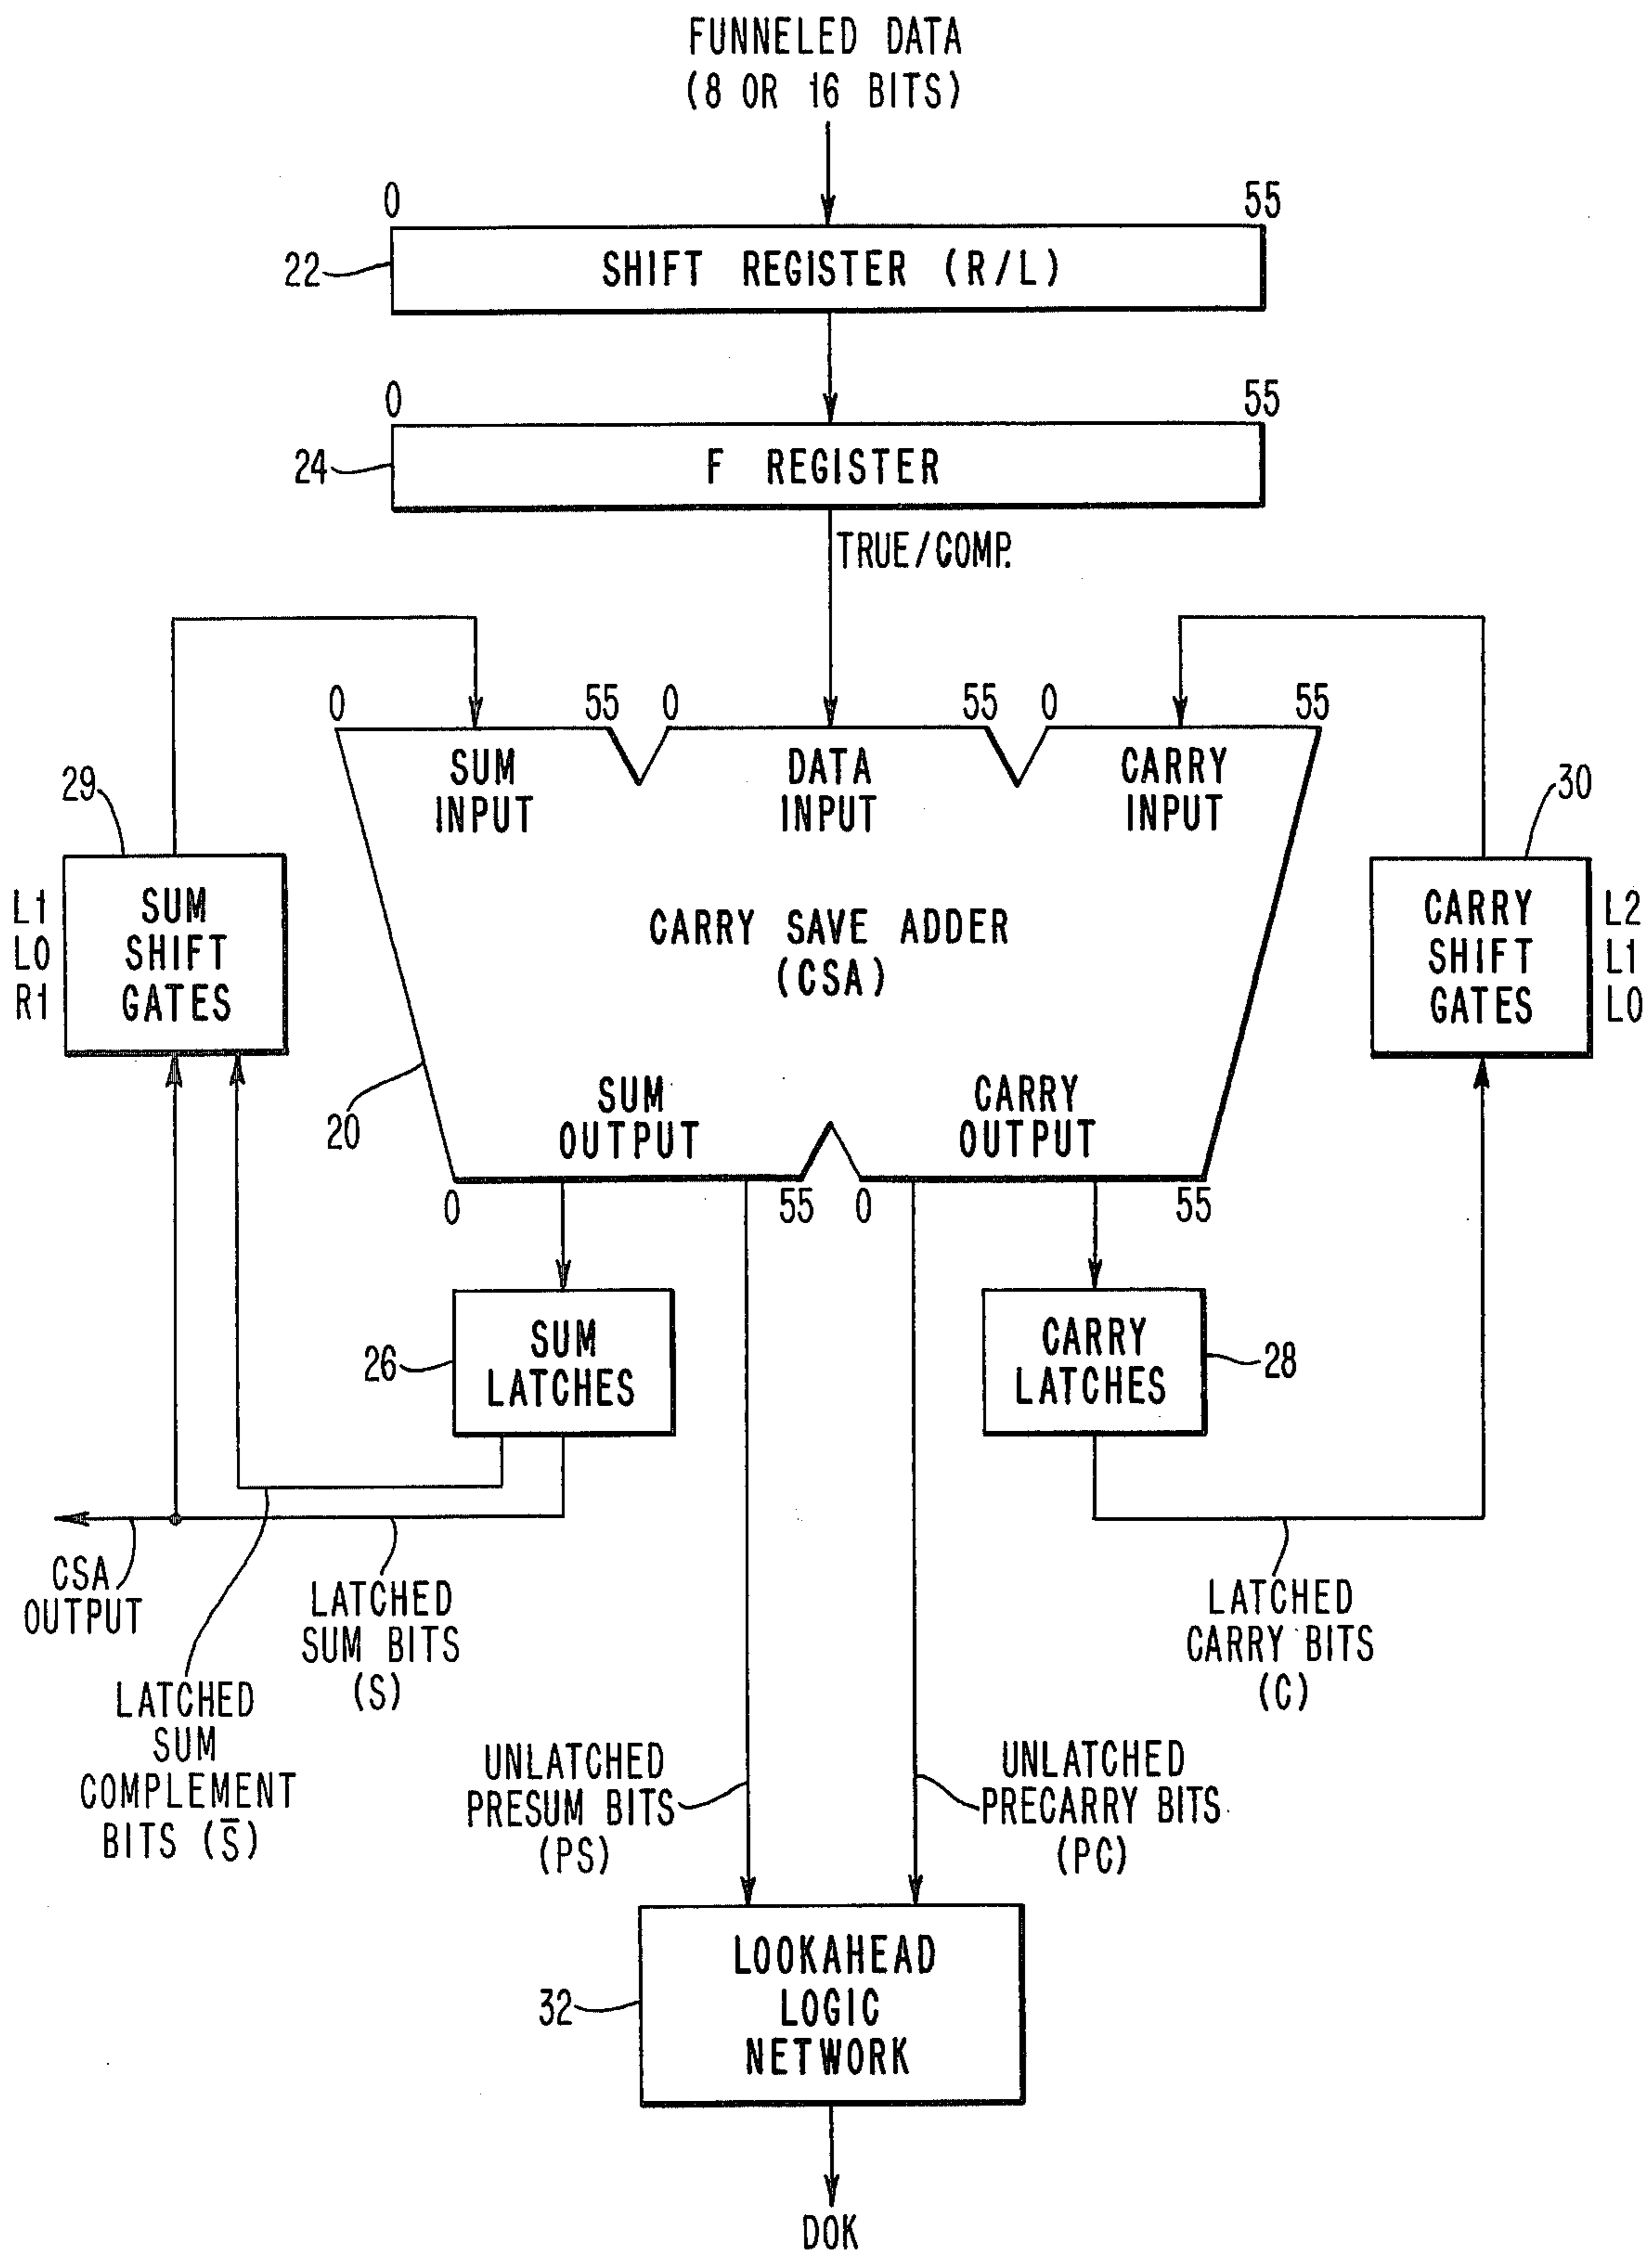 FUNNELED DATA
(8 OR 16 BITS)
0 55
22 SHIFT REGISTER (R/L)
0 55
24 F REGISTER
TRUE/COMP.
0 55 0 55 0 55
SUM
INPUT
DATA
INPUT
CARRY
INPUT
29
30
L1
L0
R1
SUM
SHIFT
GATES
CARRY SAVE ADDER
(CSA)
CARRY
SHIFT
GATES
L2
L1
L0
20
SUM
OUTPUT
CARRY
OUTPUT
0 55 0 55
26
SUM
LATCHES
CARRY
LATCHES
28
CSA
OUTPUT
LATCHED
SUM BITS
(S)
LATCHED
CARRY BITS
(C)
LATCHED
SUM
COMPLEMENT
BITS (S̅)
UNLATCHED
PRESUM BITS
(PS)
UNLATCHED
PRECARRY BITS
(PC)
32
LOOKAHEAD
LOGIC
NETWORK
DOK